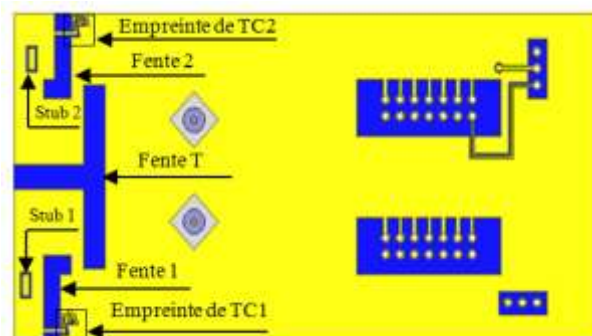 Empreinte de TC2
Fente 2
Stub 2
Fente T
Stub 1
Fente 1
Empreinte de TC1